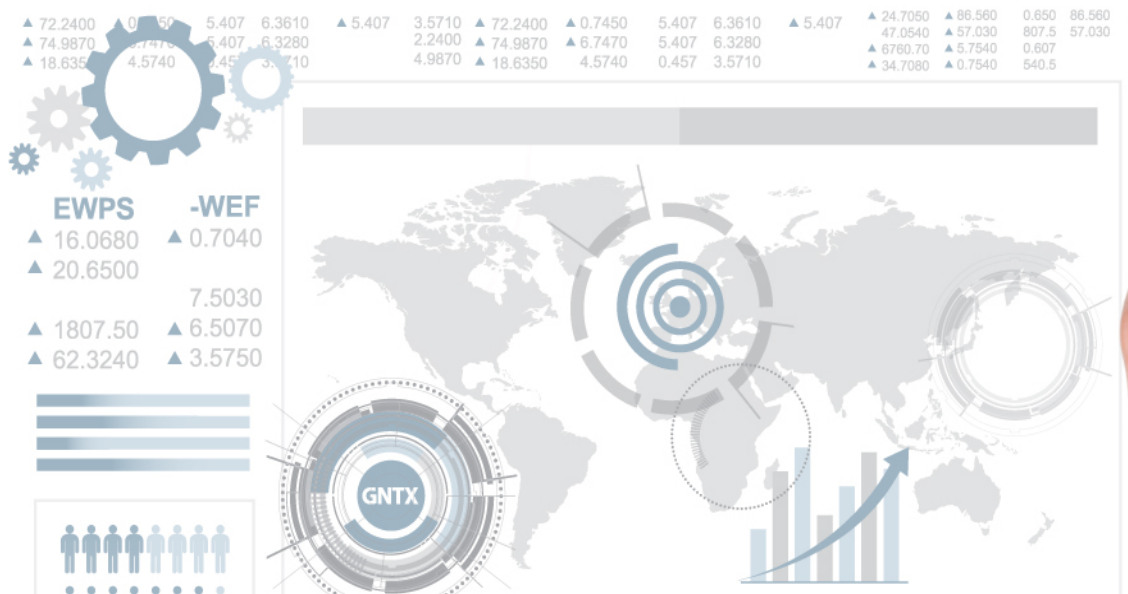 ▲ 72.2400 5.407 6.3610 ▲ 5.407 3.5710 ▲ 72.2400 ▲ 0.7450 5.407 6.3610 ▲ 5.407 ▲ 24.7050 ▲ 86.560 0.650 86.560
▲ 74.9870 5.407 6.3280 2.2400 ▲ 74.9870 ▲ 6.7470 5.407 6.3280 47.0540 ▲ 57.030 807.5 57.030
▲ 4.5740 4.9870 ▲ 18.6350 4.5740 0.457 3.5710 ▲ 6760.70 ▲ 5.7540 0.607
▲ 34.7080 ▲ 0.7540 540.5
EWPS -WEF
▲ 16.0680 ▲ 0.7040
▲ 20.6500
7.5030
▲ 1807.50 ▲ 6.5070
▲ 62.3240 ▲ 3.5750
GNTX